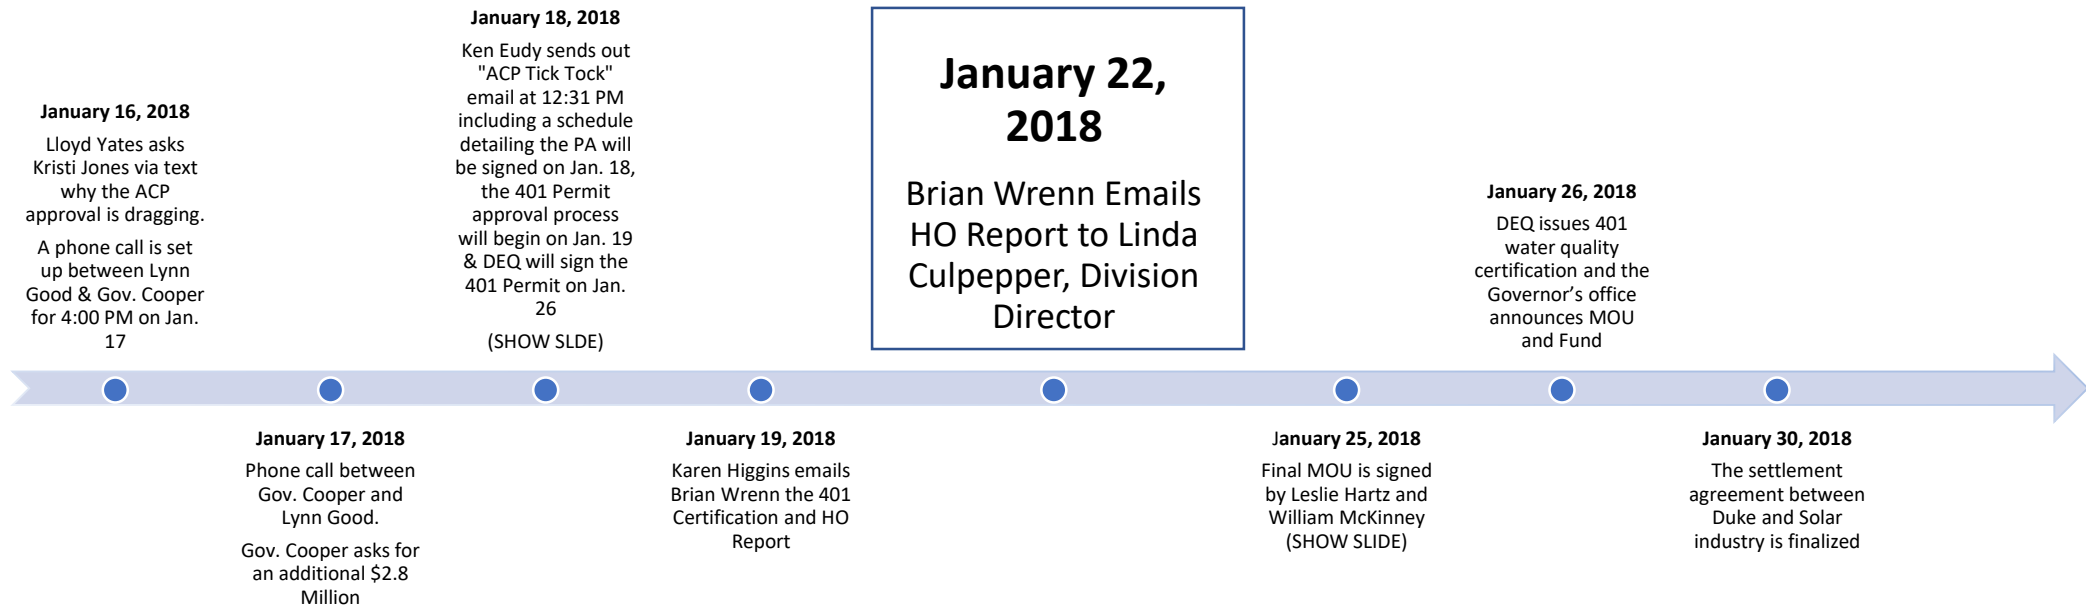 January 16, 2018
Lloyd Yates asks
Kristi Jones via text
why the ACP
approval is dragging.
A phone call is set
up between Lynn
Good & Gov. Cooper
for 4:00 PM on Jan.
17
January 17, 2018
Phone call between
Gov. Cooper and
Lynn Good.
Gov. Cooper asks for
an additional $2.8
Million
January 18, 2018
Ken Eudy sends out
"ACP Tick Tock"
email at 12:31 PM
including a schedule
detailing the PA will
be signed on Jan. 18,
the 401 Permit
approval process
will begin on Jan. 19
& DEQ will sign the
401 Permit on Jan.
26
(SHOW SLDE)
January 19, 2018
Karen Higgins emails
Brian Wrenn the 401
Certification and HO
Report
January 22,
2018
Brian Wrenn Emails
HO Report to Linda
Culpepper, Division
Director
January 25, 2018
Final MOU is signed
by Leslie Hartz and
William McKinney
(SHOW SLIDE)
January 26, 2018
DEQ issues 401
water quality
certification and the
Governor’s office
announces MOU
and Fund
January 30, 2018
The settlement
agreement between
Duke and Solar
industry is finalized